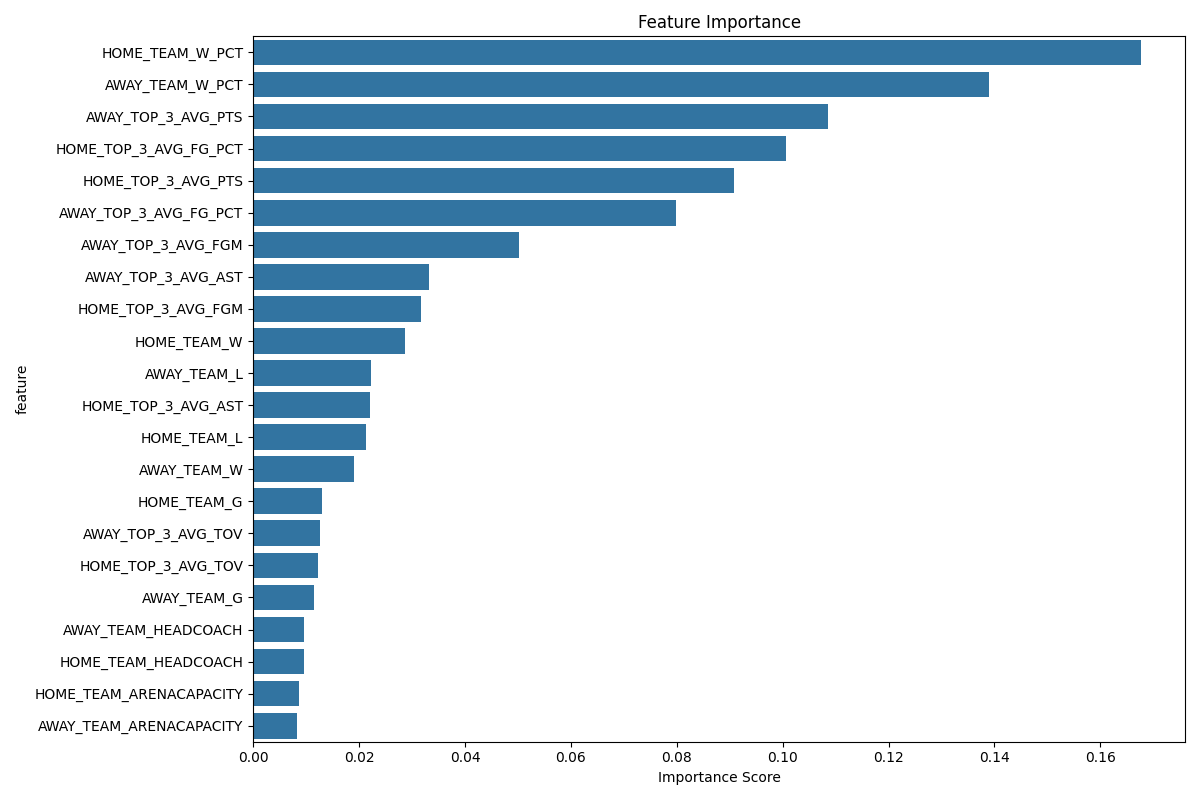 Feature Importance
HOME_TEAM_W_PCT
AWAY_TEAM_W_PCT
AWAY_TOP_3_AVG_PTS
HOME_TOP_3_AVG_FG_PCT
HOME_TOP_3_AVG_PTS
AWAY_TOP_3_AVG_FG_PCT
AWAY_TOP_3_AVG_FGM
AWAY_TOP_3_AVG_AST
HOME_TOP_3_AVG_FGM
HOME_TEAM_W
AWAY_TEAM_L
HOME_TOP_3_AVG_AST
HOME_TEAM_L
AWAY_TEAM_W
HOME_TEAM_G
AWAY_TOP_3_AVG_TOV
HOME_TOP_3_AVG_TOV
AWAY_TEAM_G
AWAY_TEAM_HEADCOACH
HOME_TEAM_HEADCOACH
HOME_TEAM_ARENACAPACITY
AWAY_TEAM_ARENACAPACITY
feature
0.00 0.02 0.04 0.06 0.08 0.10 0.12 0.14 0.16
Importance Score